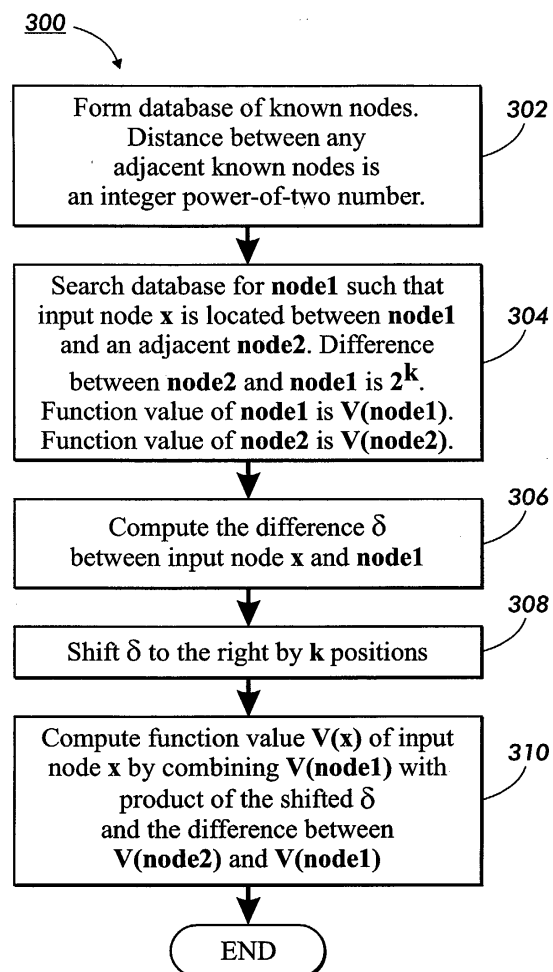 300
Form database of known nodes.
Distance between any
adjacent known nodes is
an integer power-of-two number.
302
Search database for node1 such that
input node x is located between node1
and an adjacent node2. Difference
between node2 and node1 is 2^k.
Function value of node1 is V(node1).
Function value of node2 is V(node2).
304
Compute the difference δ
between input node x and node1
306
Shift δ to the right by k positions
308
Compute function value V(x) of input
node x by combining V(node1) with
product of the shifted δ
and the difference between
V(node2) and V(node1)
310
END